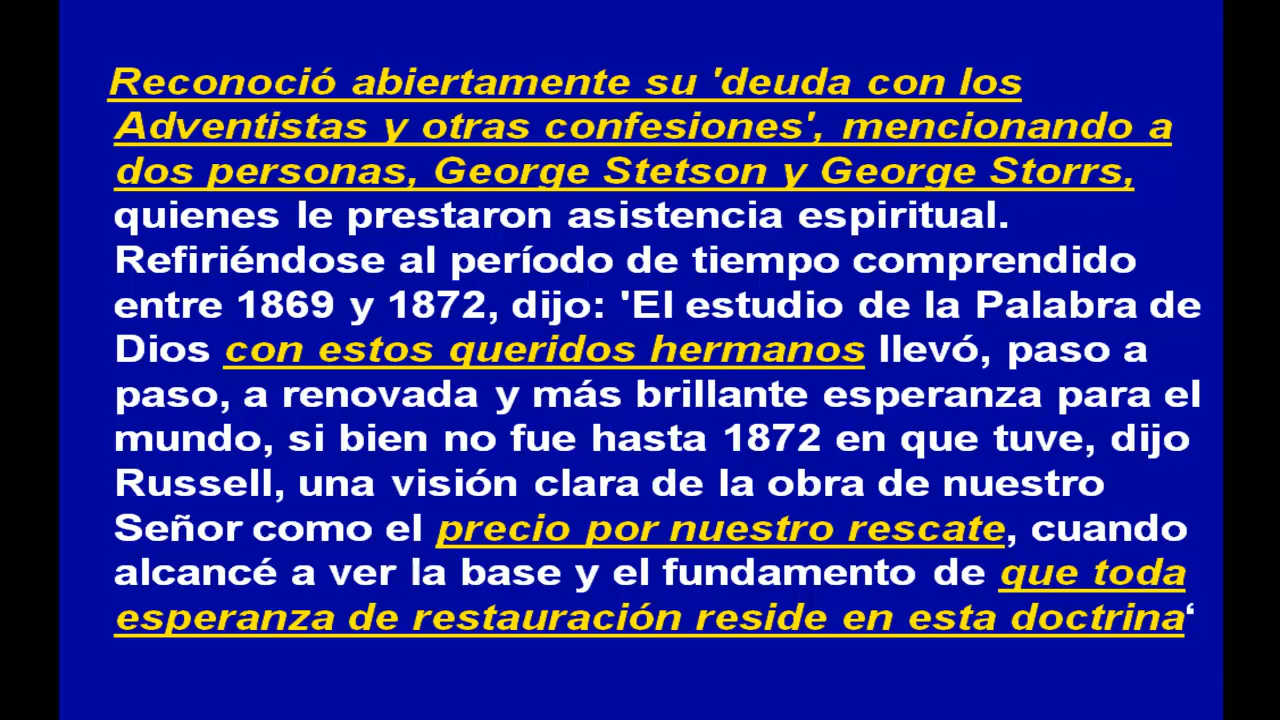 Reconoció abiertamente su 'deuda con los
Adventistas y otras confesiones', mencionando a
dos personas, George Stetson y George Storrs,
quienes le prestaron asistencia espiritual.
Refiriéndose al período de tiempo comprendido
entre 1869 y 1872, dijo: 'El estudio de la Palabra de
Dios con estos queridos hermanos llevó, paso a
paso, a renovada y más brillante esperanza para el
mundo, si bien no fue hasta 1872 en que tuve, dijo
Russell, una visión clara de la obra de nuestro
Señor como el precio por nuestro rescate, cuando
alcancé a ver la base y el fundamento de que toda
esperanza de restauración reside en esta doctrina‘